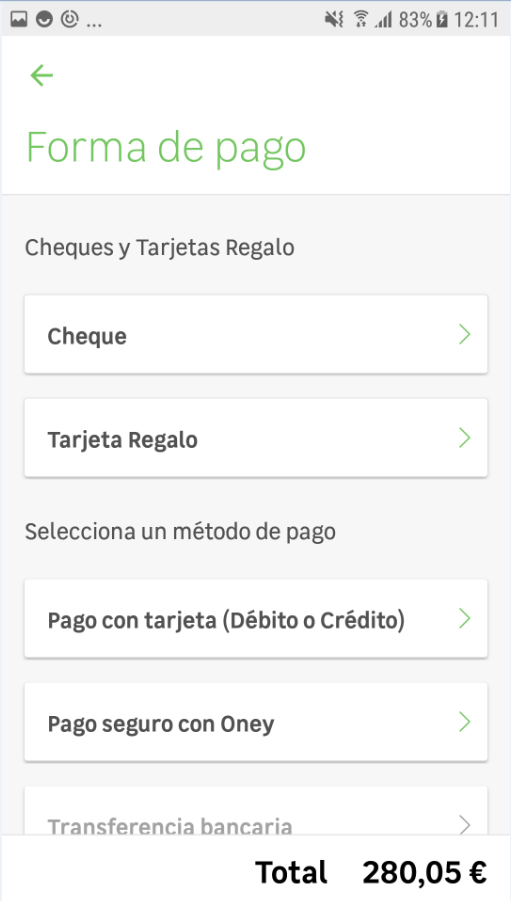 ... 83% 12:11
Forma de pago
Cheques y Tarjetas Regalo
Cheque
Tarjeta Regalo
Selecciona un método de pago
Pago con tarjeta (Débito o Crédito)
Pago seguro con Oney
Transferencia bancaria
Total 280,05 €